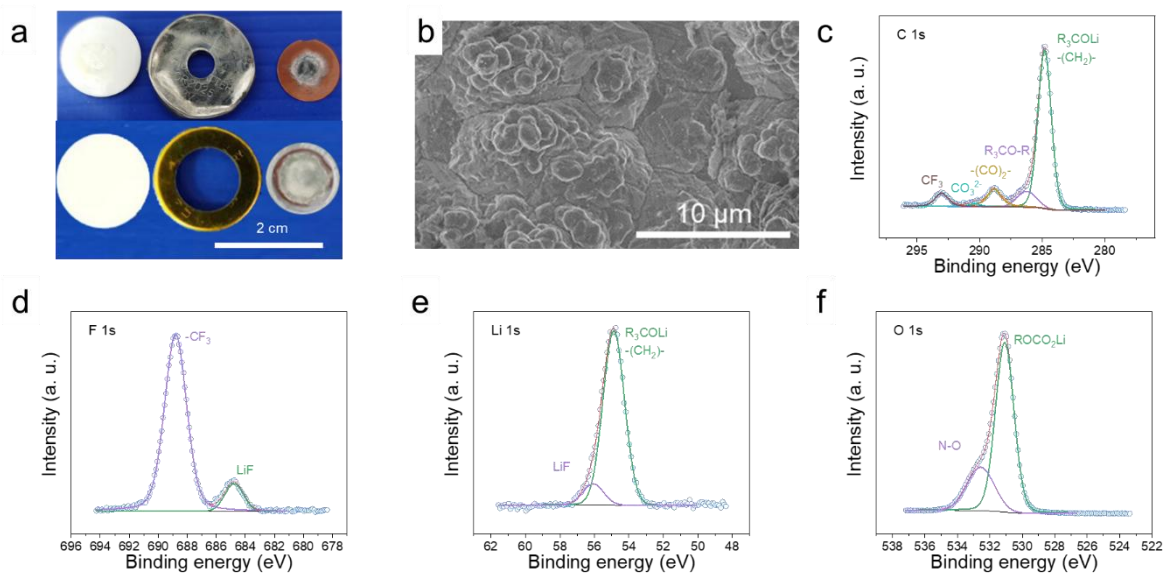 a
2 cm
b
10 µm
c
C 1s
R₃COLi
-(CH₂)-
R₃CO-R
-(CO)₂-
CO₃²⁻
CF₃
Intensity (a. u.)
295 290 285 280
Binding energy (eV)
d
F 1s
-CF₃
LiF
Intensity (a. u.)
696 694 692 690 688 686 684 682 680 678
Binding energy (eV)
e
Li 1s
R₃COLi
-(CH₂)-
LiF
Intensity (a. u.)
62 60 58 56 54 52 50 48
Binding energy (eV)
f
O 1s
ROCO₂Li
N-O
Intensity (a. u.)
538 536 534 532 530 528 526 524 522
Binding energy (eV)